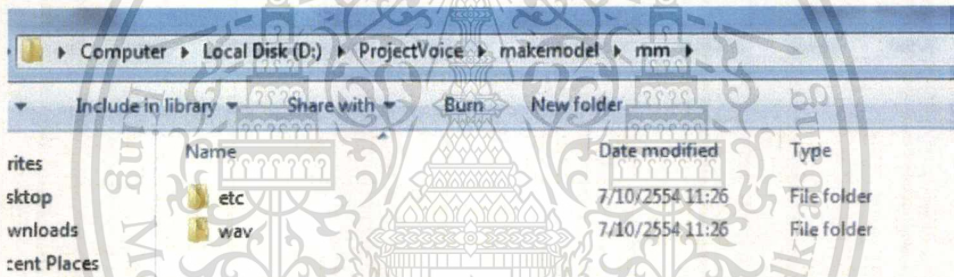 Computer ▸ Local Disk (D:) ▸ ProjectVoice ▸ makemodel ▸ mm ▸
Include in library Share with Burn New folder
Name Date modified Type
rites
sktop etc 7/10/2554 11:26 File folder
wnloads wav 7/10/2554 11:26 File folder
cent Places